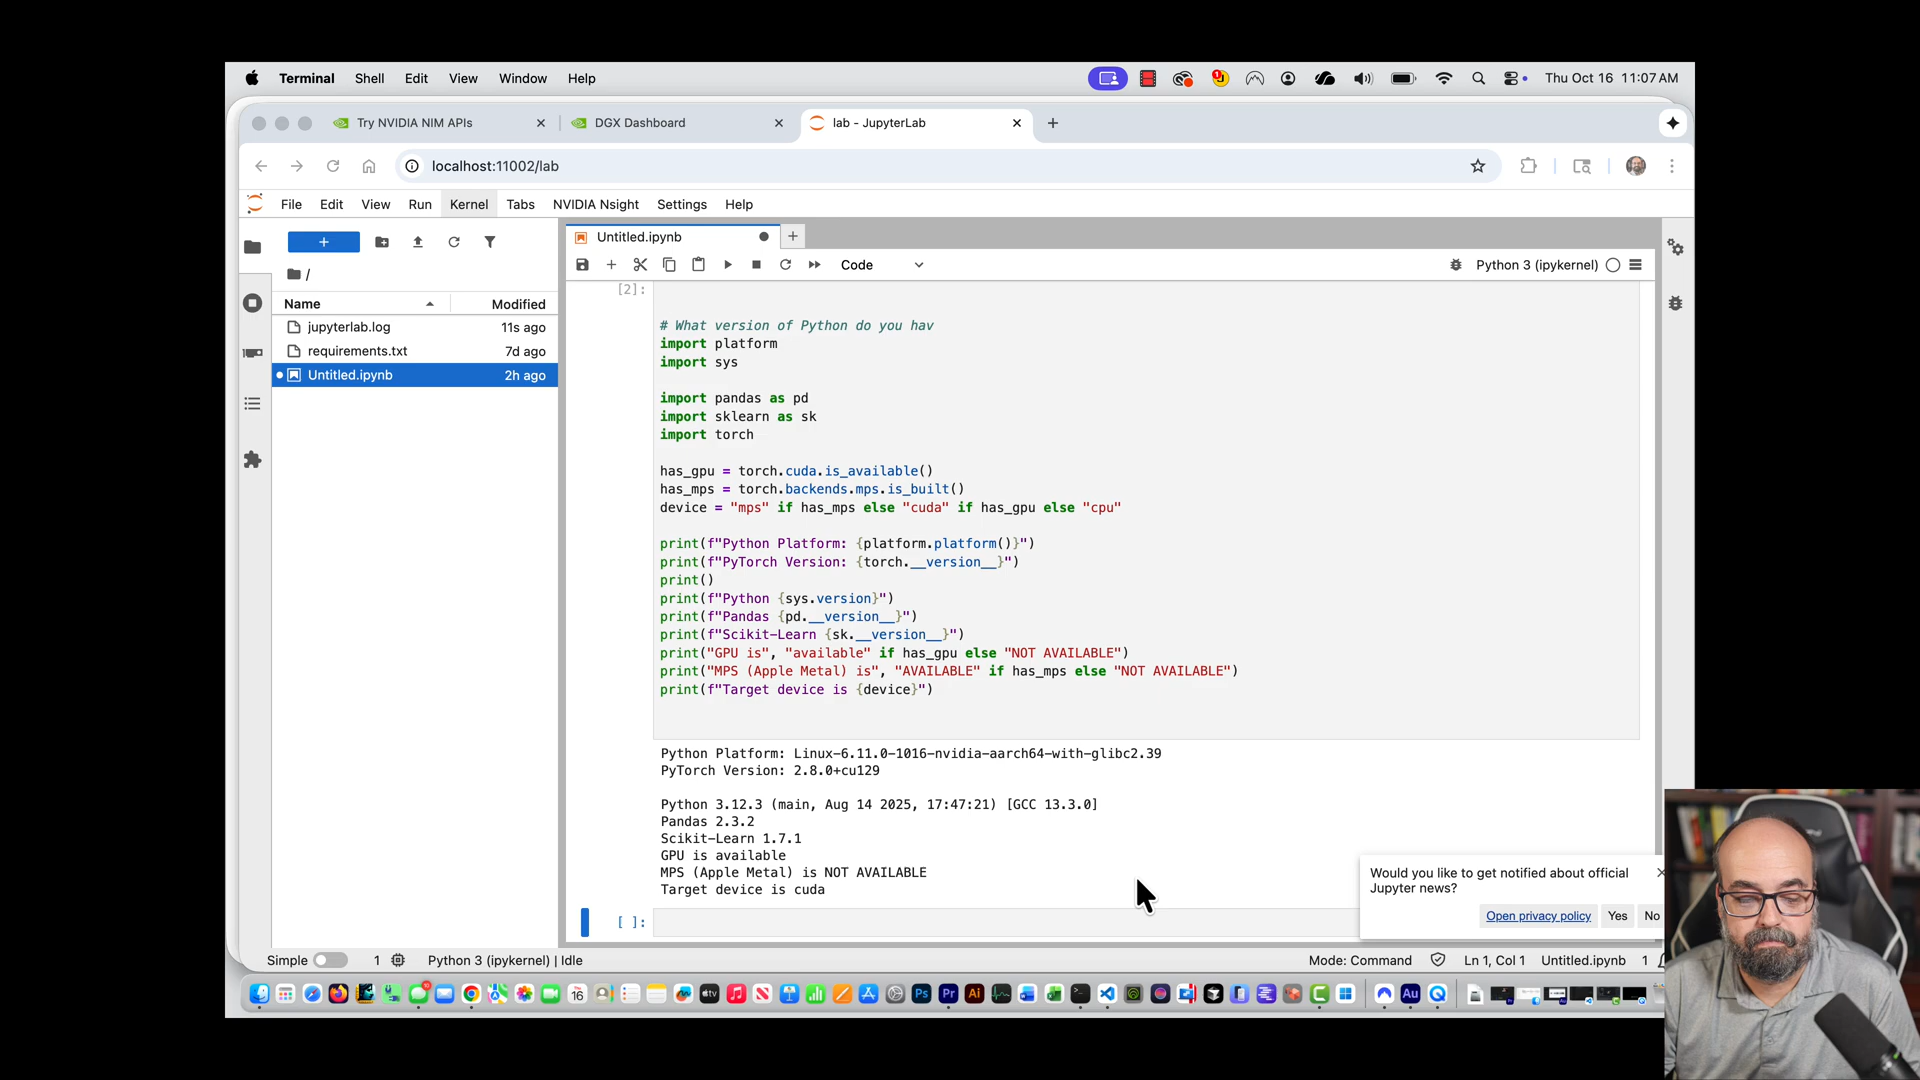 Terminal Shell Edit View Window Help
Thu Oct 16 11:07 AM
Try NVIDIA NIM APIs
DGX Dashboard
lab - JupyterLab
localhost:11002/lab
File Edit View Run Kernel Tabs NVIDIA Nsight Settings Help
Untitled.ipynb
Code
Python 3 (ipykernel)
/
Name Modified
jupyterlab.log 11s ago
requirements.txt 7d ago
Untitled.ipynb 2h ago
[2]:
# What version of Python do you hav
import platform
import sys
import pandas as pd
import sklearn as sk
import torch
has_gpu = torch.cuda.is_available()
has_mps = torch.backends.mps.is_built()
device = "mps" if has_mps else "cuda" if has_gpu else "cpu"
print(f"Python Platform: {platform.platform()}")
print(f"PyTorch Version: {torch.__version__}")
print()
print(f"Python {sys.version}")
print(f"Pandas {pd.__version__}")
print(f"Scikit-Learn {sk.__version__}")
print("GPU is", "available" if has_gpu else "NOT AVAILABLE")
print("MPS (Apple Metal) is", "AVAILABLE" if has_mps else "NOT AVAILABLE")
print(f"Target device is {device}")
Python Platform: Linux-6.11.0-1016-nvidia-aarch64-with-glibc2.39
PyTorch Version: 2.8.0+cu129
Python 3.12.3 (main, Aug 14 2025, 17:47:21) [GCC 13.3.0]
Pandas 2.3.2
Scikit-Learn 1.7.1
GPU is available
MPS (Apple Metal) is NOT AVAILABLE
Target device is cuda
[ ]:
Would you like to get notified about official
Jupyter news?
Open privacy policy Yes No
Simple 1 Python 3 (ipykernel) | Idle
Mode: Command Ln 1, Col 1 Untitled.ipynb 1
16 tv Ps Pr Ai Au